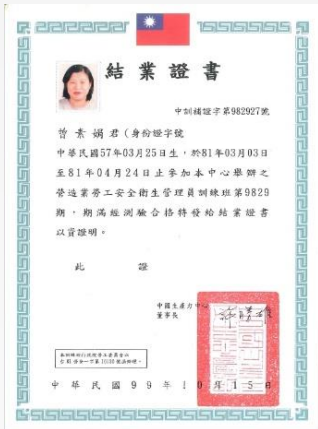 結業證書
中訓補證字第982927號
曾素娟君(身份證字號
中華民國57年03月25日生，於81年03月03日
至81年04月24日止參加本中心舉辦之
營造業勞工安全衛生管理員訓練班第9829
期，期滿經測驗合格特發給結業證書
以資證明。
此證
中國生產力中心
董事長
中華民國99年10月15日